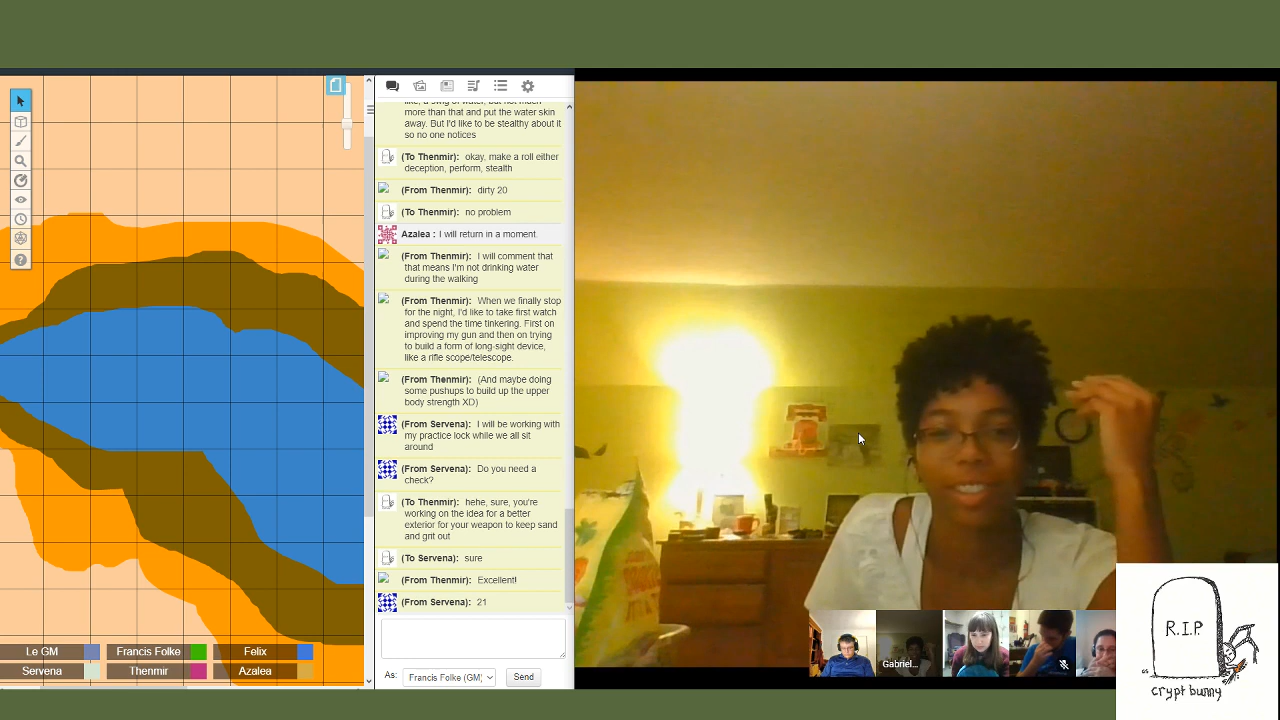 like, a swig of water, but not much
more than that and put the water skin
away. But I'd like to be stealthy about it
so no one notices
(To Thenmir): okay, make a roll either
deception, perform, stealth
(From Thenmir): dirty 20
(To Thenmir): no problem
Azalea : I will return in a moment.
(From Thenmir): I will comment that
that means I'm not drinking water
during the walking
(From Thenmir): When we finally stop
for the night, I'd like to take first watch
and spend the time tinkering. First on
improving my gun and then on trying
to build a form of long-sight device,
like a rifle scope/telescope.
(From Thenmir): (And maybe doing
some pushups to build up the upper
body strength XD)
(From Servena): I will be working with
my practice lock while we all sit
around
(From Servena): Do you need a
check?
(To Thenmir): hehe, sure, you're
working on the idea for a better
exterior for your weapon to keep sand
and grit out
(To Servena): sure
(From Thenmir): Excellent!
(From Servena): 21
As: Francis Folke (GM) Send
Le GM Francis Folke Felix
Servena Thenmir Azalea
Gabriel...
R.I.P.
crypt bunny